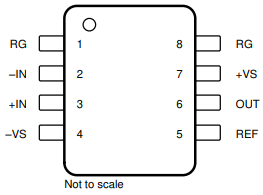 RG 1 8 RG
–IN 2 7 +VS
+IN 3 6 OUT
–VS 4 5 REF
Not to scale